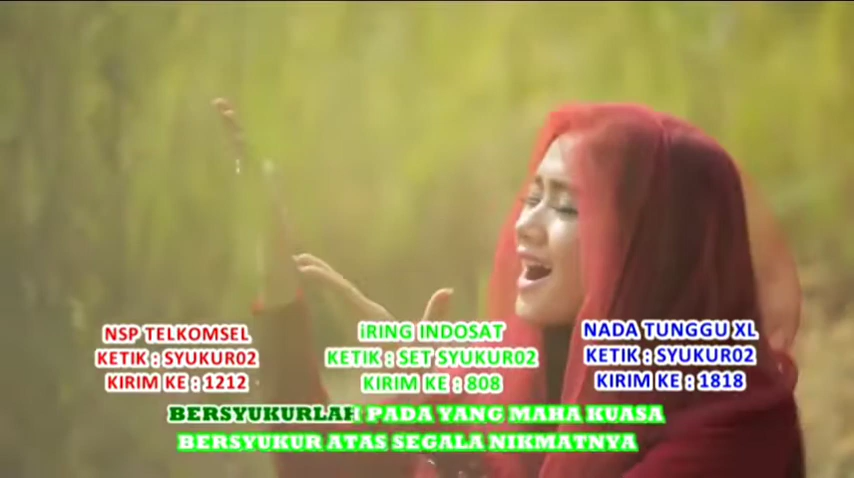 NSP TELKOMSEL
KETIK : SYUKUR02
KIRIM KE : 1212
iRING INDOSAT
KETIK : SET SYUKUR02
KIRIM KE : 808
NADA TUNGGU XL
KETIK : SYUKUR02
KIRIM KE : 1818
BERSYUKURLAH PADA YANG MAHA KUASA
BERSYUKUR ATAS SEGALA NIKMATNYA